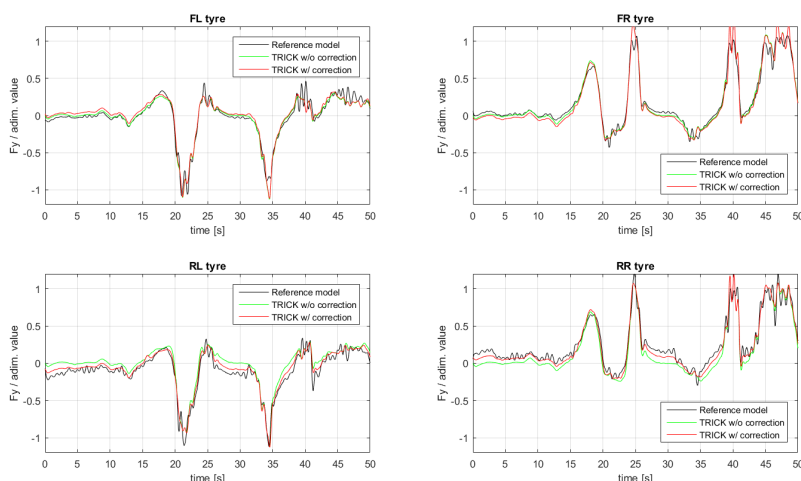 FL tyre
Fy / adim. value
1
0.5
0
-0.5
-1
Reference model
TRICK w/o correction
TRICK w/ correction
0 5 10 15 20 25 30 35 40 45 50
time [s]
FR tyre
Fy / adim. value
1
0.5
0
-0.5
-1
Reference model
TRICK w/o correction
TRICK w/ correction
0 5 10 15 20 25 30 35 40 45 50
time [s]
RL tyre
Fy / adim. value
1
0.5
0
-0.5
-1
Reference model
TRICK w/o correction
TRICK w/ correction
0 5 10 15 20 25 30 35 40 45 50
time [s]
RR tyre
Fy / adim. value
1
0.5
0
-0.5
-1
Reference model
TRICK w/o correction
TRICK w/ correction
0 5 10 15 20 25 30 35 40 45 50
time [s]